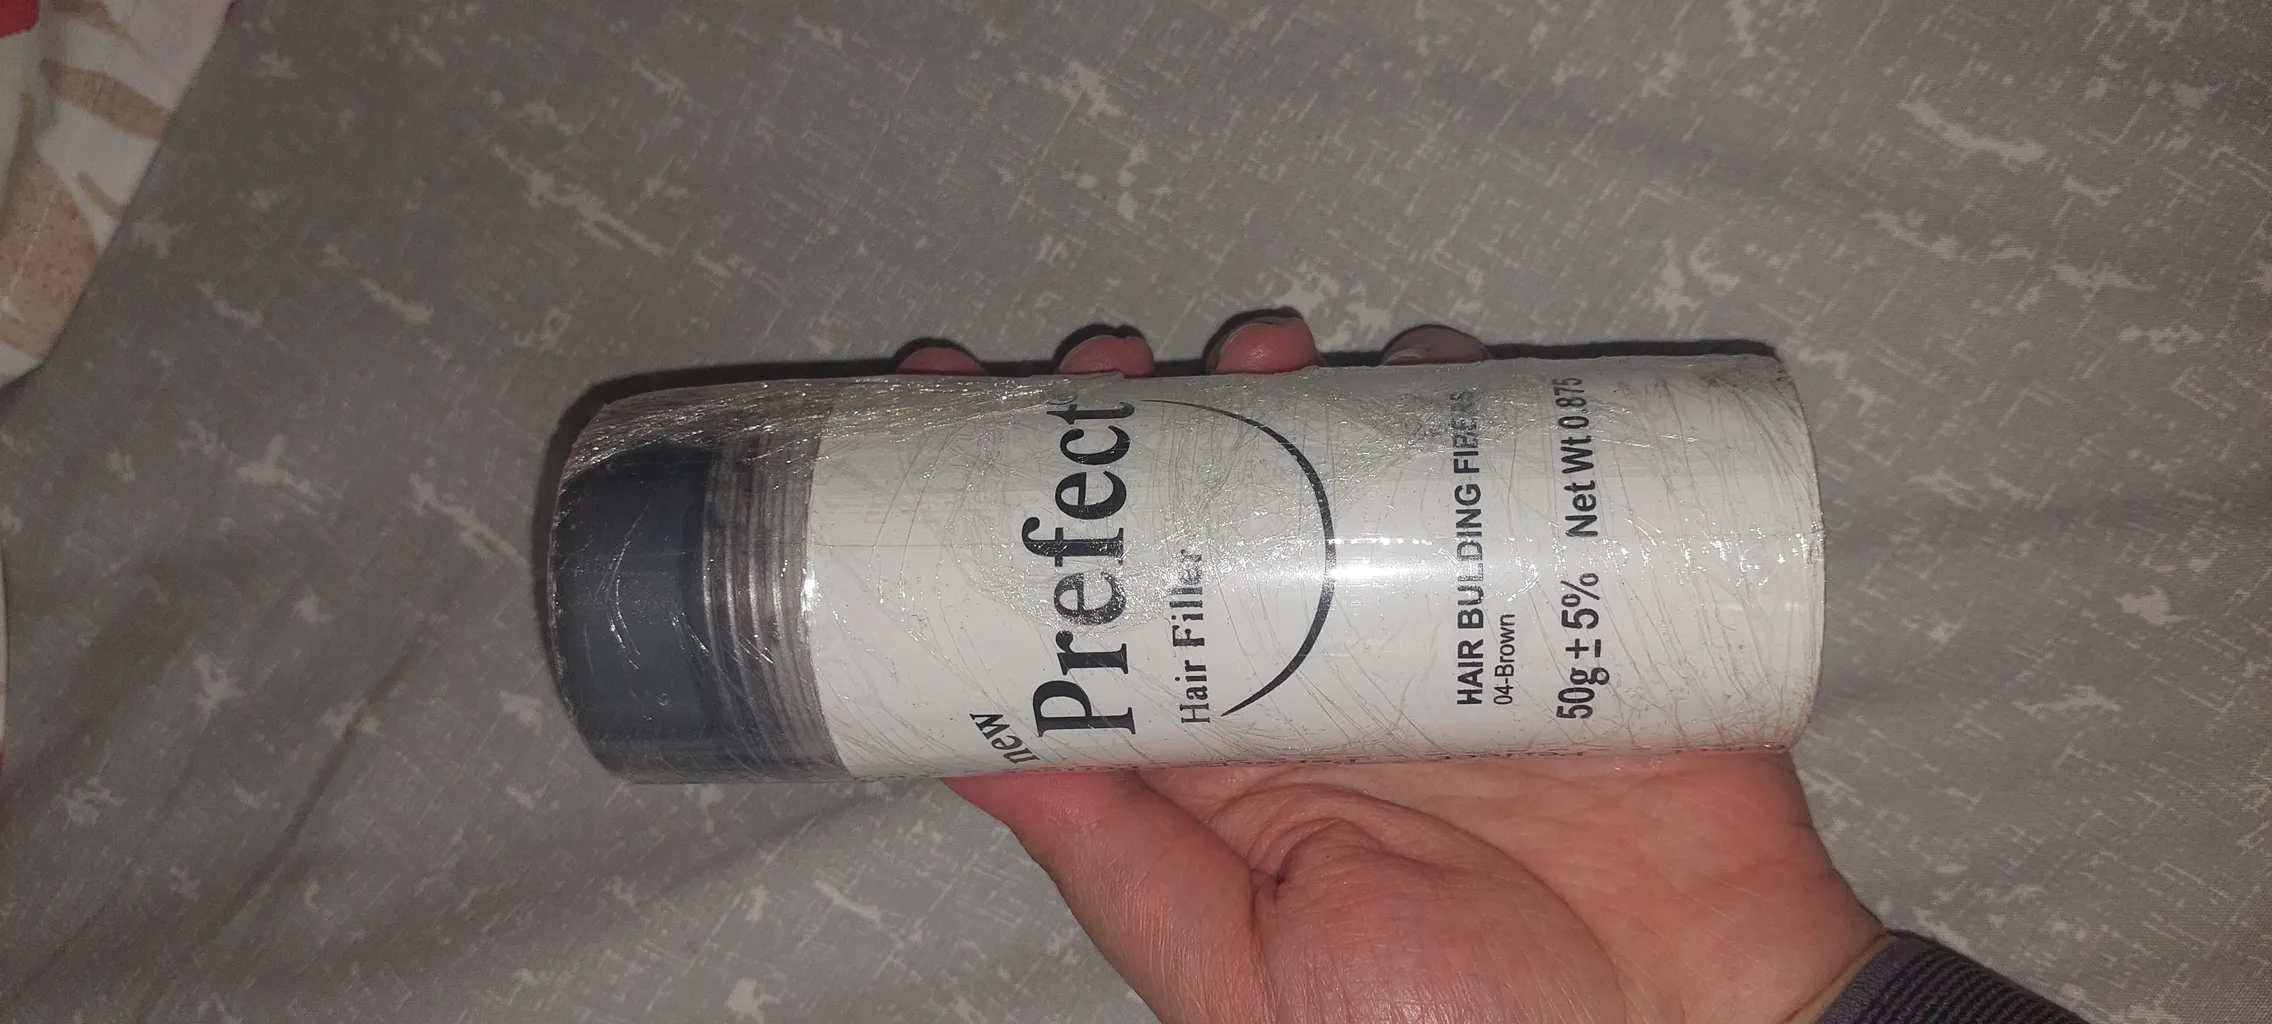 new
Prefect
Hair Filler
HAIR BULDING FIBERS
04-Brown
50g ± 5% Net Wt 0.875